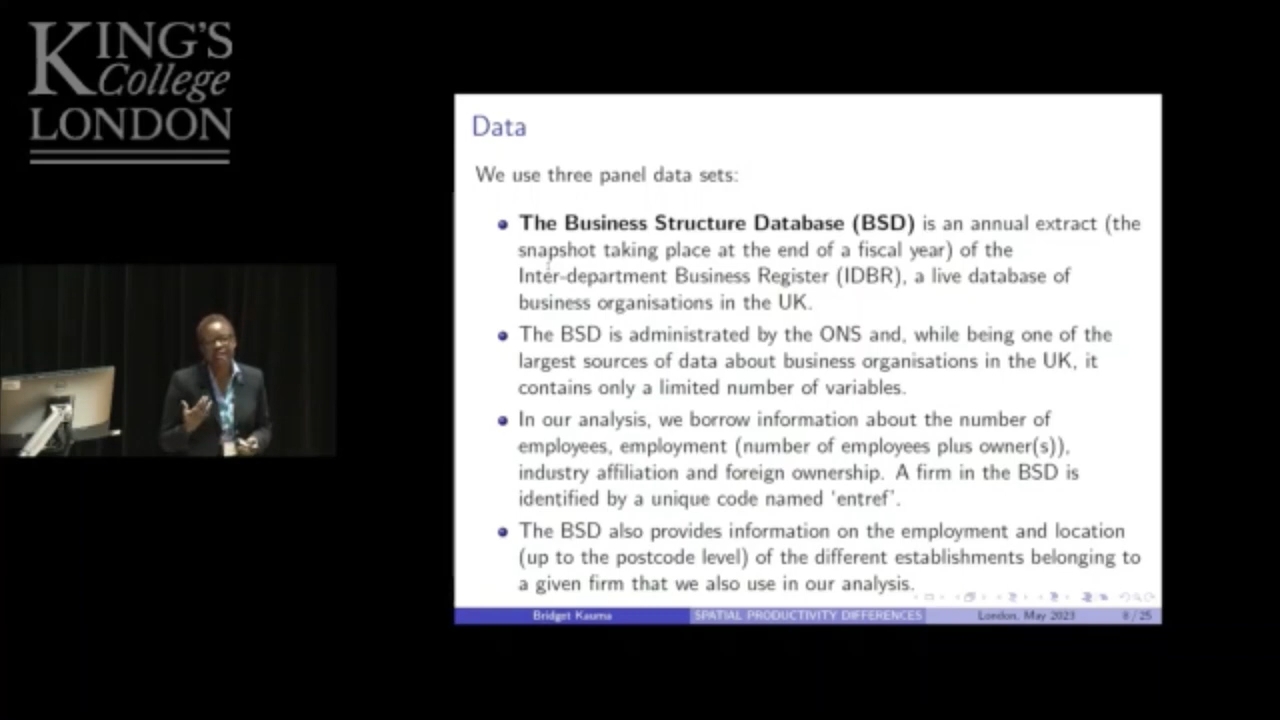 KING'S
College
LONDON
Data
We use three panel data sets:
The Business Structure Database (BSD) is an annual extract (the
snapshot taking place at the end of a fiscal year) of the
Inter-department Business Register (IDBR), a live database of
business organisations in the UK.
The BSD is administrated by the ONS and, while being one of the
largest sources of data about business organisations in the UK, it
contains only a limited number of variables.
In our analysis, we borrow information about the number of
employees, employment (number of employees plus owner(s)),
industry affiliation and foreign ownership. A firm in the BSD is
identified by a unique code named 'entref'.
The BSD also provides information on the employment and location
(up to the postcode level) of the different establishments belonging to
a given firm that we also use in our analysis.
Bridget Kauma SPATIAL PRODUCTIVITY DIFFERENCES London, May 2023 8 / 25